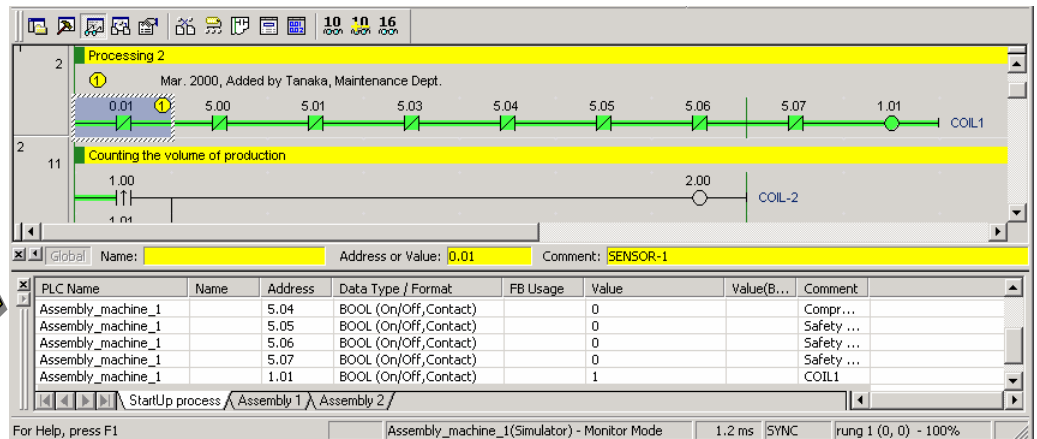 10 10 16
2 Processing 2
1 Mar. 2000, Added by Tanaka, Maintenance Dept.
0.01 1 5.00 5.01 5.03 5.04 5.05 5.06 5.07 1.01
COIL1
2
11 Counting the volume of production
1.00 2.00
COIL-2
1.01
Global Name: Address or Value: 0.01 Comment: SENSOR-1
PLC Name Name Address Data Type / Format FB Usage Value Value(B... Comment
Assembly_machine_1 5.04 BOOL (On/Off,Contact) 0 Compr...
Assembly_machine_1 5.05 BOOL (On/Off,Contact) 0 Safety ...
Assembly_machine_1 5.06 BOOL (On/Off,Contact) 0 Safety ...
Assembly_machine_1 5.07 BOOL (On/Off,Contact) 0 Safety ...
Assembly_machine_1 1.01 BOOL (On/Off,Contact) 1 COIL1
StartUp process Assembly 1 Assembly 2
For Help, press F1 Assembly_machine_1(Simulator) - Monitor Mode 1.2 ms SYNC rung 1 (0, 0) - 100%